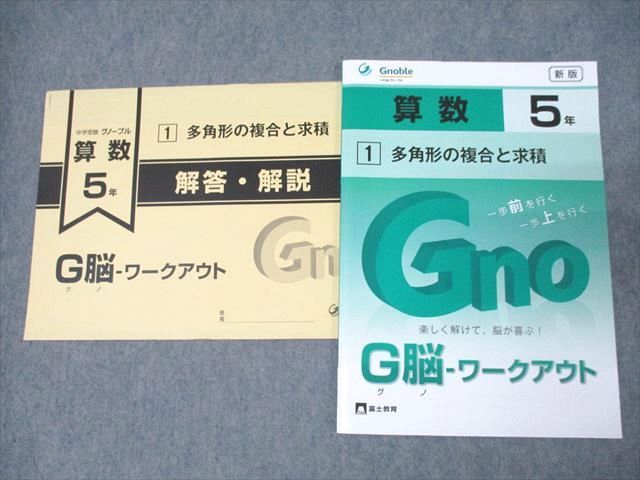 中学受験 グノーブル
算数
5年
1 多角形の複合と求積
解答・解説
G
G脳-ワークアウト
グ ノ
氏名
Gnoble
新版
算数
5年
1 多角形の複合と求積
一歩前を行く
一歩上を行く
Gno
楽しく解けて、脳が喜ぶ!
G脳-ワークアウト
グ ノ
富士教育